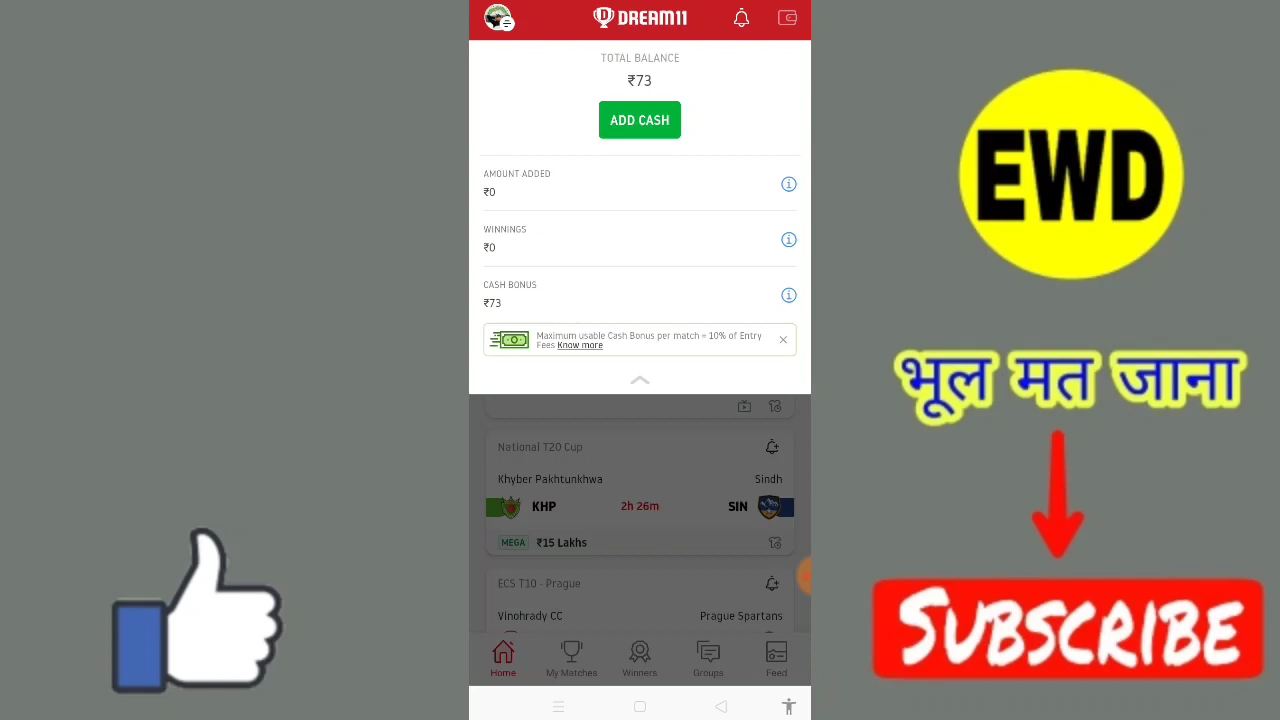 DREAM11
TOTAL BALANCE
₹73
ADD CASH
AMOUNT ADDED
₹0
WINNINGS
₹0
CASH BONUS
₹73
Maximum usable Cash Bonus per match = 10% of Entry
Fees Know more
National T20 Cup
Khyber Pakhtunkhwa Sindh
KHP 2h 26m SIN
MEGA ₹15 Lakhs
ECS T10 - Prague
Vinohrady CC Prague Spartans
Home My Matches Winners Groups Feed
EWD
भूल मत जाना
SUBSCRIBE